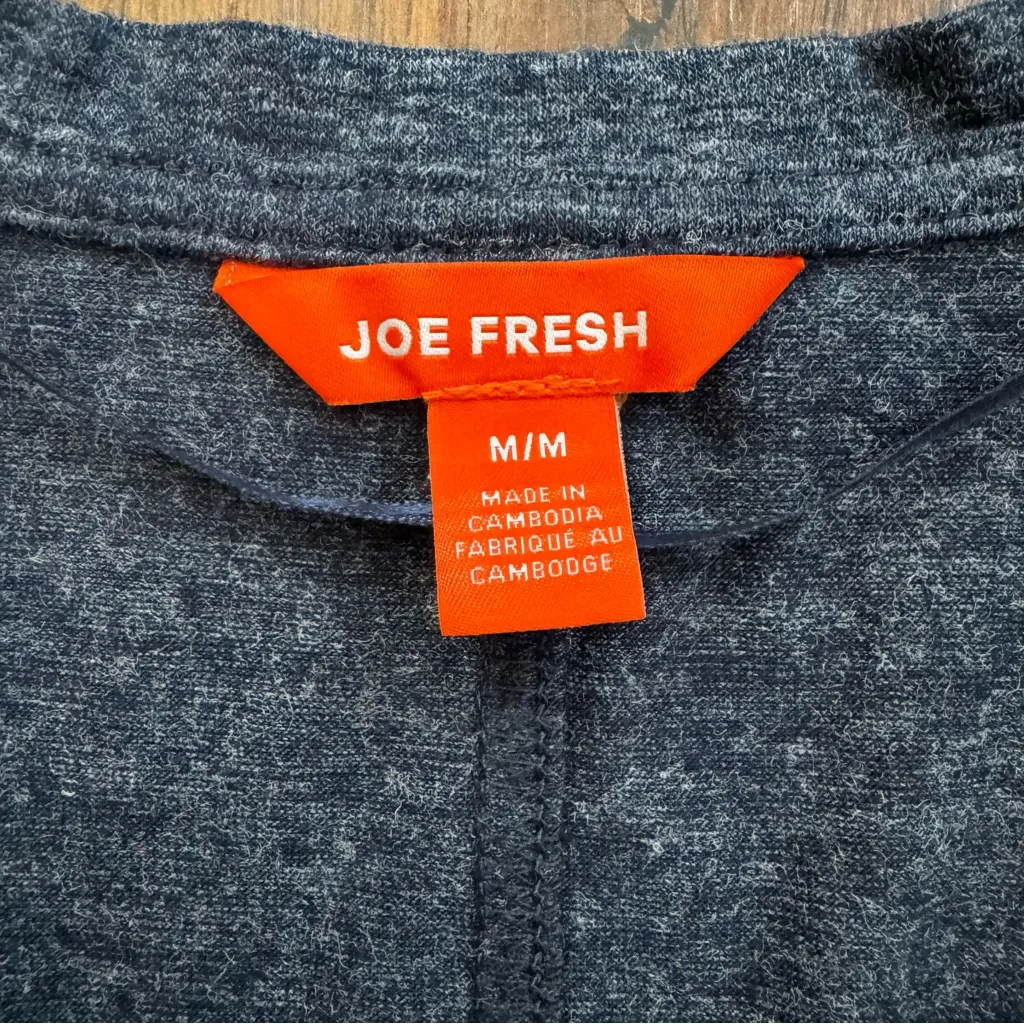 JOE FRESH
M/M
MADE IN
CAMBODIA
FABRIQUÉ AU
CAMBODGE